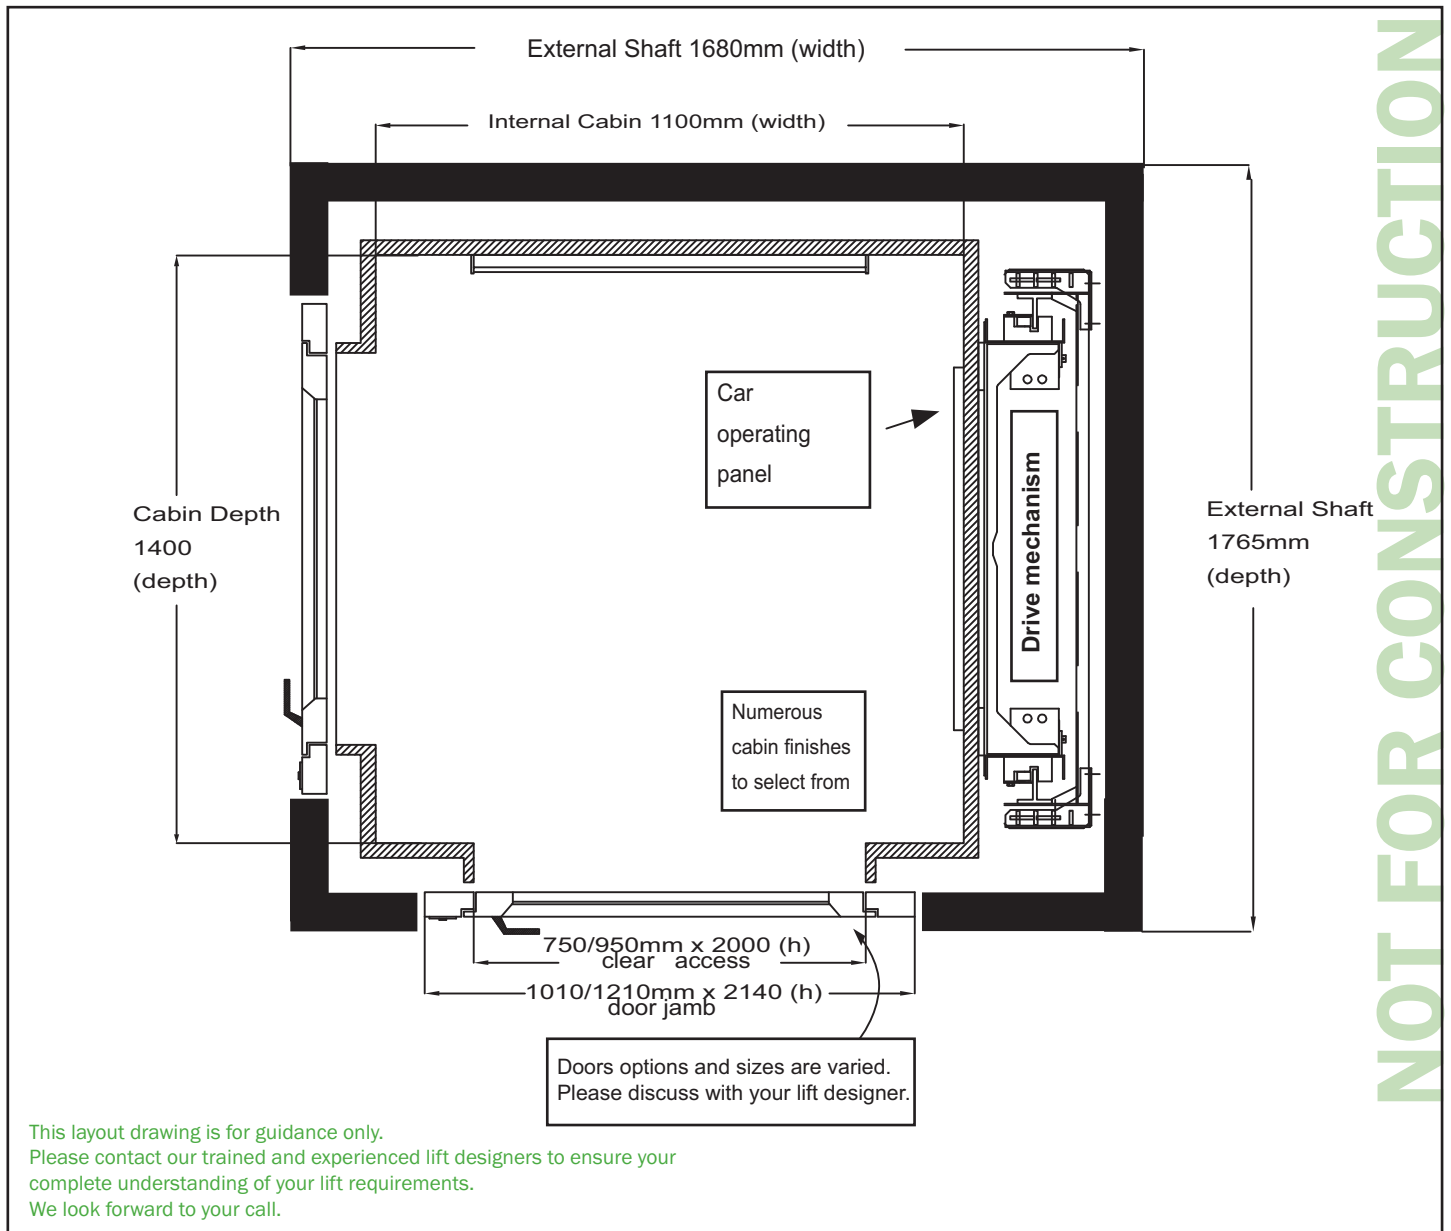 External Shaft 1680mm (width)
Internal Cabin 1100mm (width)
NOT FOR CONSTRUCTION
Car
operating
panel
Drive mechanism
Cabin Depth
1400
(depth)
External Shaft
1765mm
(depth)
Numerous
cabin finishes
to select from
750/950mm x 2000 (h)
clear access
1010/1210mm x 2140 (h)
door jamb
Doors options and sizes are varied.
Please discuss with your lift designer.
This layout drawing is for guidance only.
Please contact our trained and experienced lift designers to ensure your
complete understanding of your lift requirements.
We look forward to your call.